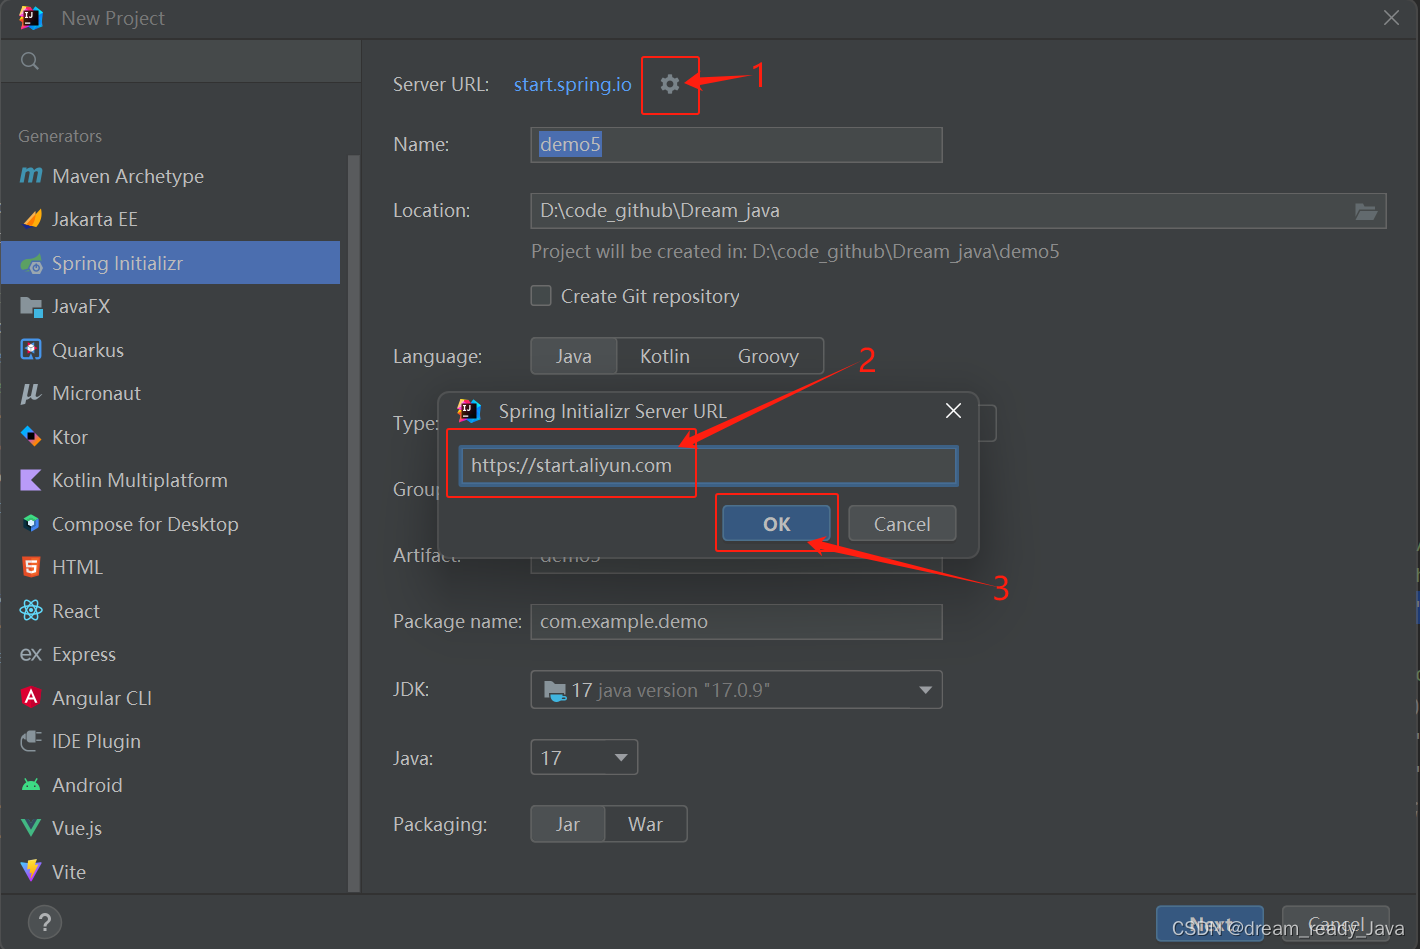 New Project
Server URL: start.spring.io
1
Name: demo5
Location: D:\code_github\Dream_java
Project will be created in: D:\code_github\Dream_java\demo5
Create Git repository
Language: Java Kotlin Groovy
2
Generators
Maven Archetype
Jakarta EE
Spring Initializr
JavaFX
Quarkus
Micronaut
Ktor
Kotlin Multiplatform
Compose for Desktop
HTML
React
ex Express
Angular CLI
IDE Plugin
Android
Vue.js
Vite
Type:
Spring Initializr Server URL
https://start.aliyun.com
OK Cancel
3
Group
Artifact: demo5
Package name: com.example.demo
JDK: 17 java version "17.0.9"
Java: 17
Packaging: Jar War
?
Next Cancel
CSDN @dream_ready_Java